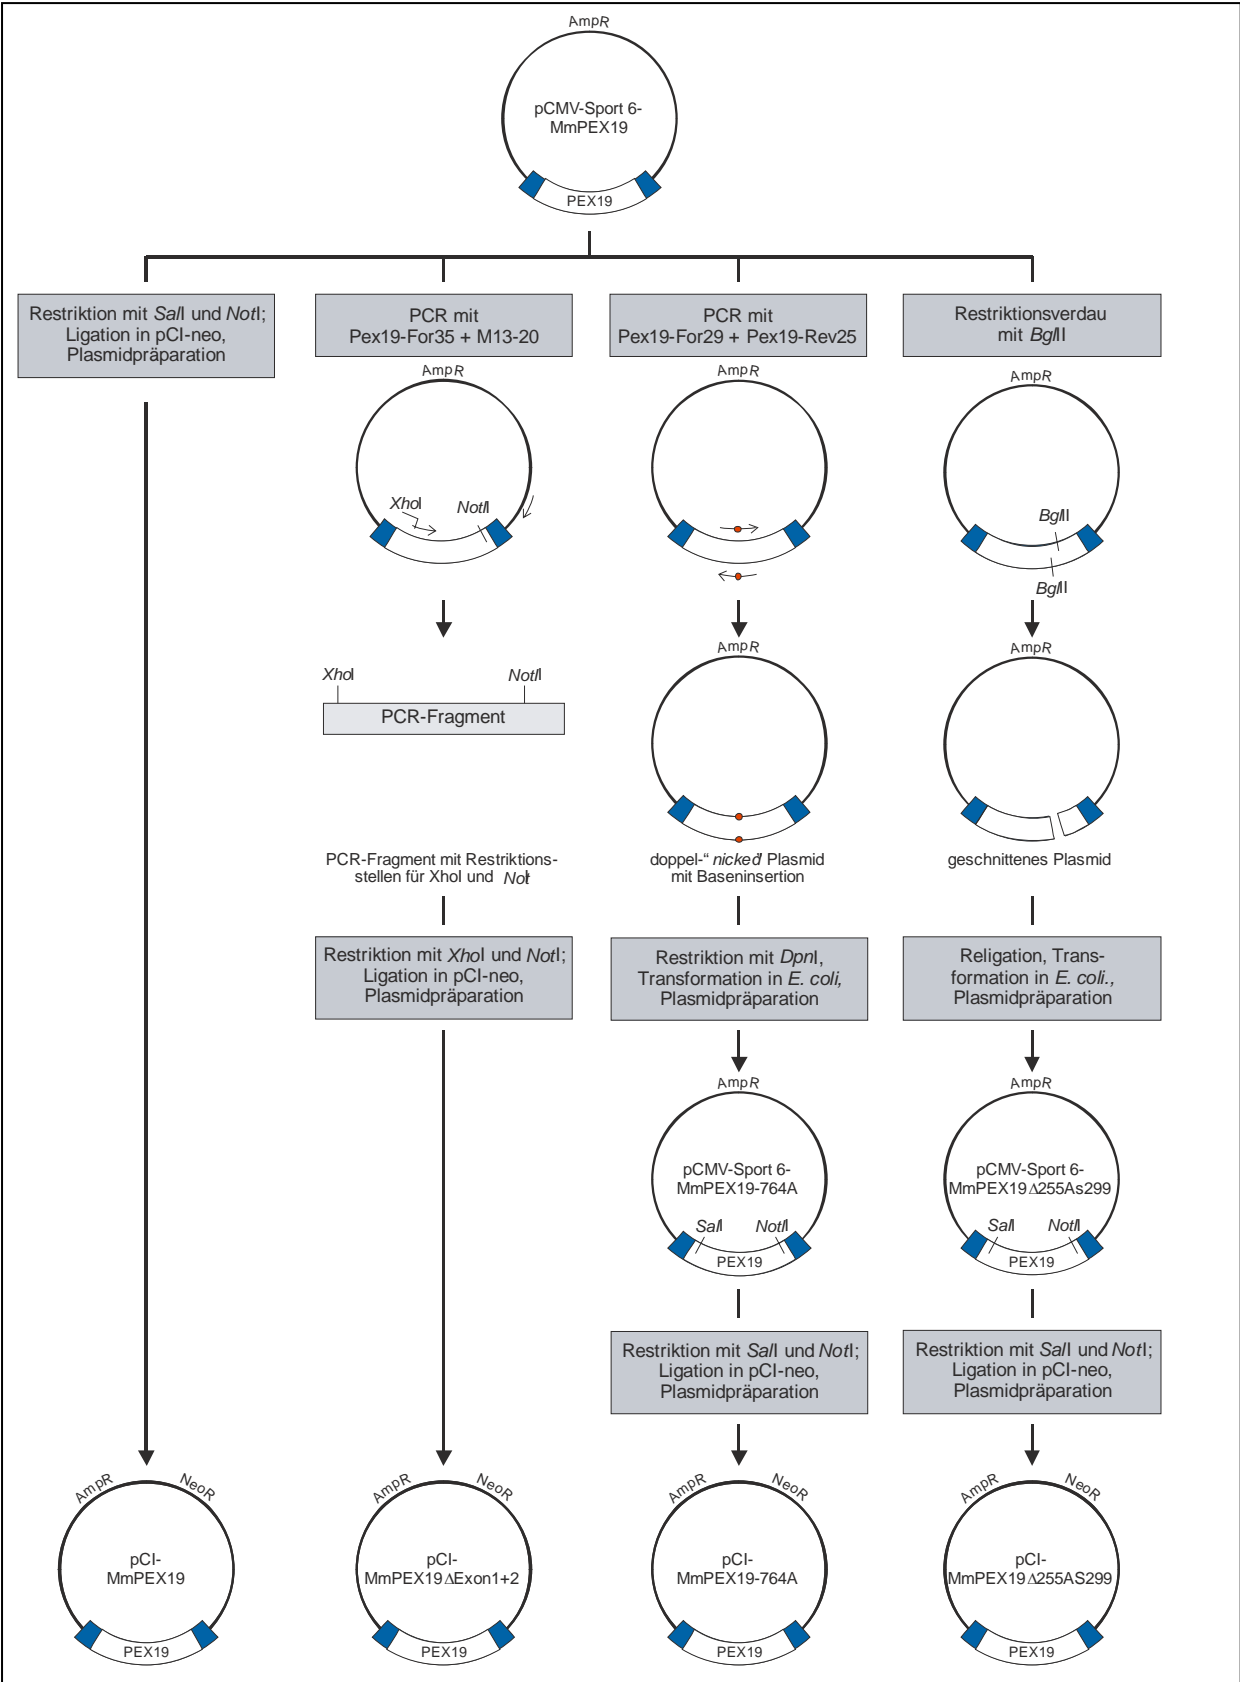 AmpR
pCMV-Sport 6-
MmPEX19
PEX19
Restriktion mit SalI und NotI;
Ligation in pCI-neo,
Plasmidpräparation
PCR mit
Pex19-For35 + M13-20
PCR mit
Pex19-For29 + Pex19-Rev25
Restriktionsverdau
mit BglII
AmpR
XhoI
NotI
AmpR
AmpR
BglII
BglII
XhoI
NotI
PCR-Fragment
PCR-Fragment mit Restriktions-
stellen für XhoI und NotI
AmpR
doppel-“ nicked/ Plasmid
mit Baseninsertion
AmpR
geschnittenes Plasmid
Restriktion mit XhoI und NotI;
Ligation in pCI-neo,
Plasmidpräparation
Restriktion mit DpnI,
Transformation in E. coli,
Plasmidpräparation
Religation, Trans-
formation in E. coli.,
Plasmidpräparation
AmpR
pCMV-Sport 6-
MmPEX19-764A
SalI
NotI
PEX19
AmpR
pCMV-Sport 6-
MmPEX19Δ255As299
SalI
NotI
PEX19
Restriktion mit SalI und NotI;
Ligation in pCI-neo,
Plasmidpräparation
Restriktion mit SalI und NotI;
Ligation in pCI-neo,
Plasmidpräparation
AmpR
NeoR
pCI-
MmPEX19
PEX19
AmpR
NeoR
pCI-
MmPEX19ΔExon1+2
PEX19
AmpR
NeoR
pCI-
MmPEX19-764A
PEX19
AmpR
NeoR
pCI-
MmPEX19Δ255AS299
PEX19